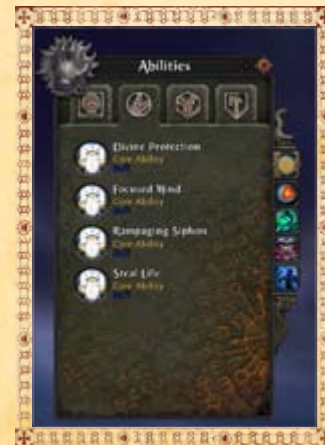 Abilities
Divine Protection
Core Ability
Focused Mind
Core Ability
Rampaging Siphon
Core Ability
Steal Life
Core Ability